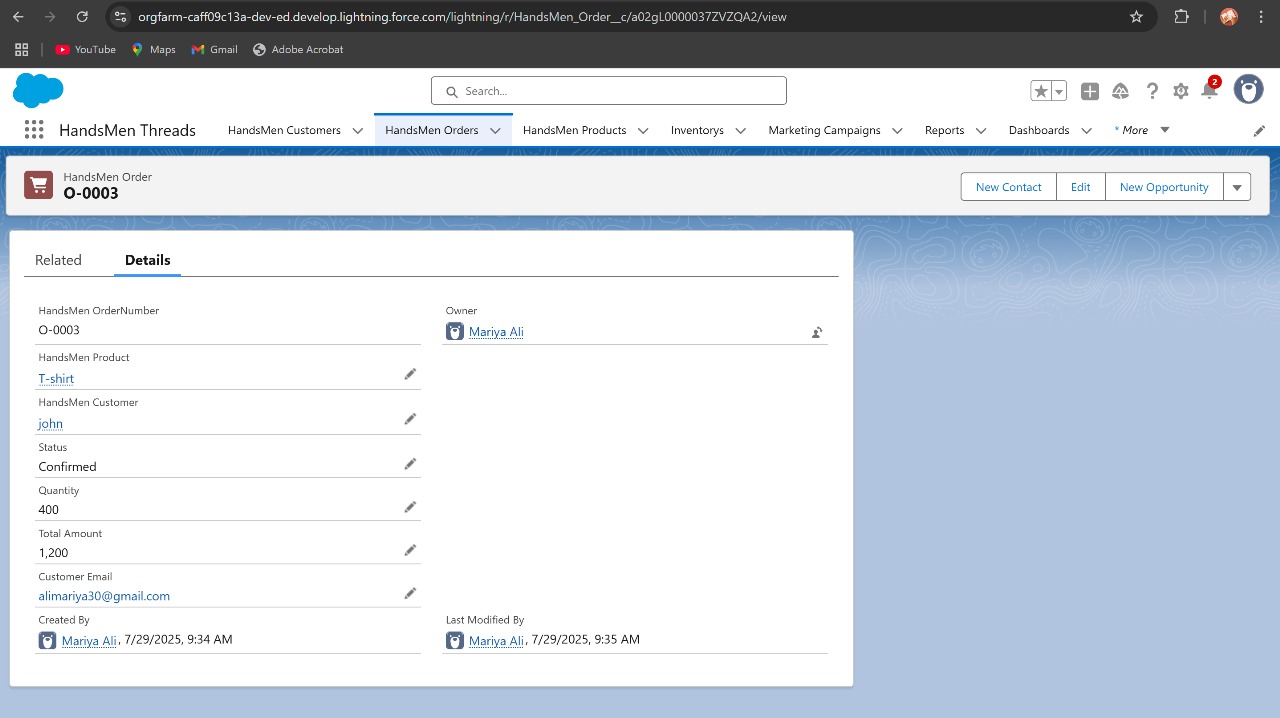 orgfarm-caff09c13a-dev-ed.develop.lightning.force.com/lightning/r/HandsMen_Order__c/a02gL0000037ZVZQA2/view
YouTube Maps Gmail Adobe Acrobat
Search...
2
HandsMen Threads HandsMen Customers HandsMen Orders HandsMen Products Inventorys Marketing Campaigns Reports Dashboards * More
HandsMen Order
O-0003
New Contact Edit New Opportunity
Related Details
HandsMen OrderNumber
O-0003
Owner
Mariya Ali
HandsMen Product
T-shirt
HandsMen Customer
john
Status
Confirmed
Quantity
400
Total Amount
1,200
Customer Email
alimariya30@gmail.com
Created By
Mariya Ali, 7/29/2025, 9:34 AM
Last Modified By
Mariya Ali, 7/29/2025, 9:35 AM